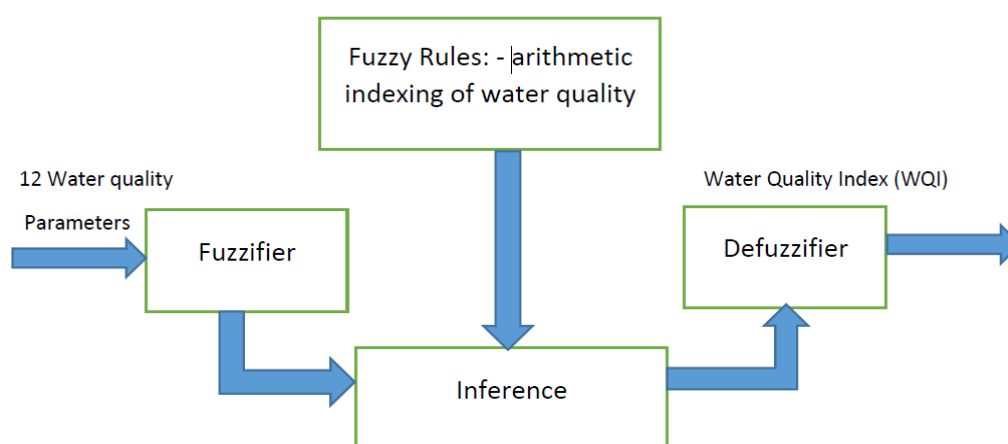 Fuzzy Rules: - arithmetic
indexing of water quality
12 Water quality
Parameters
Water Quality Index (WQI)
Fuzzifier
Defuzzifier
Inference